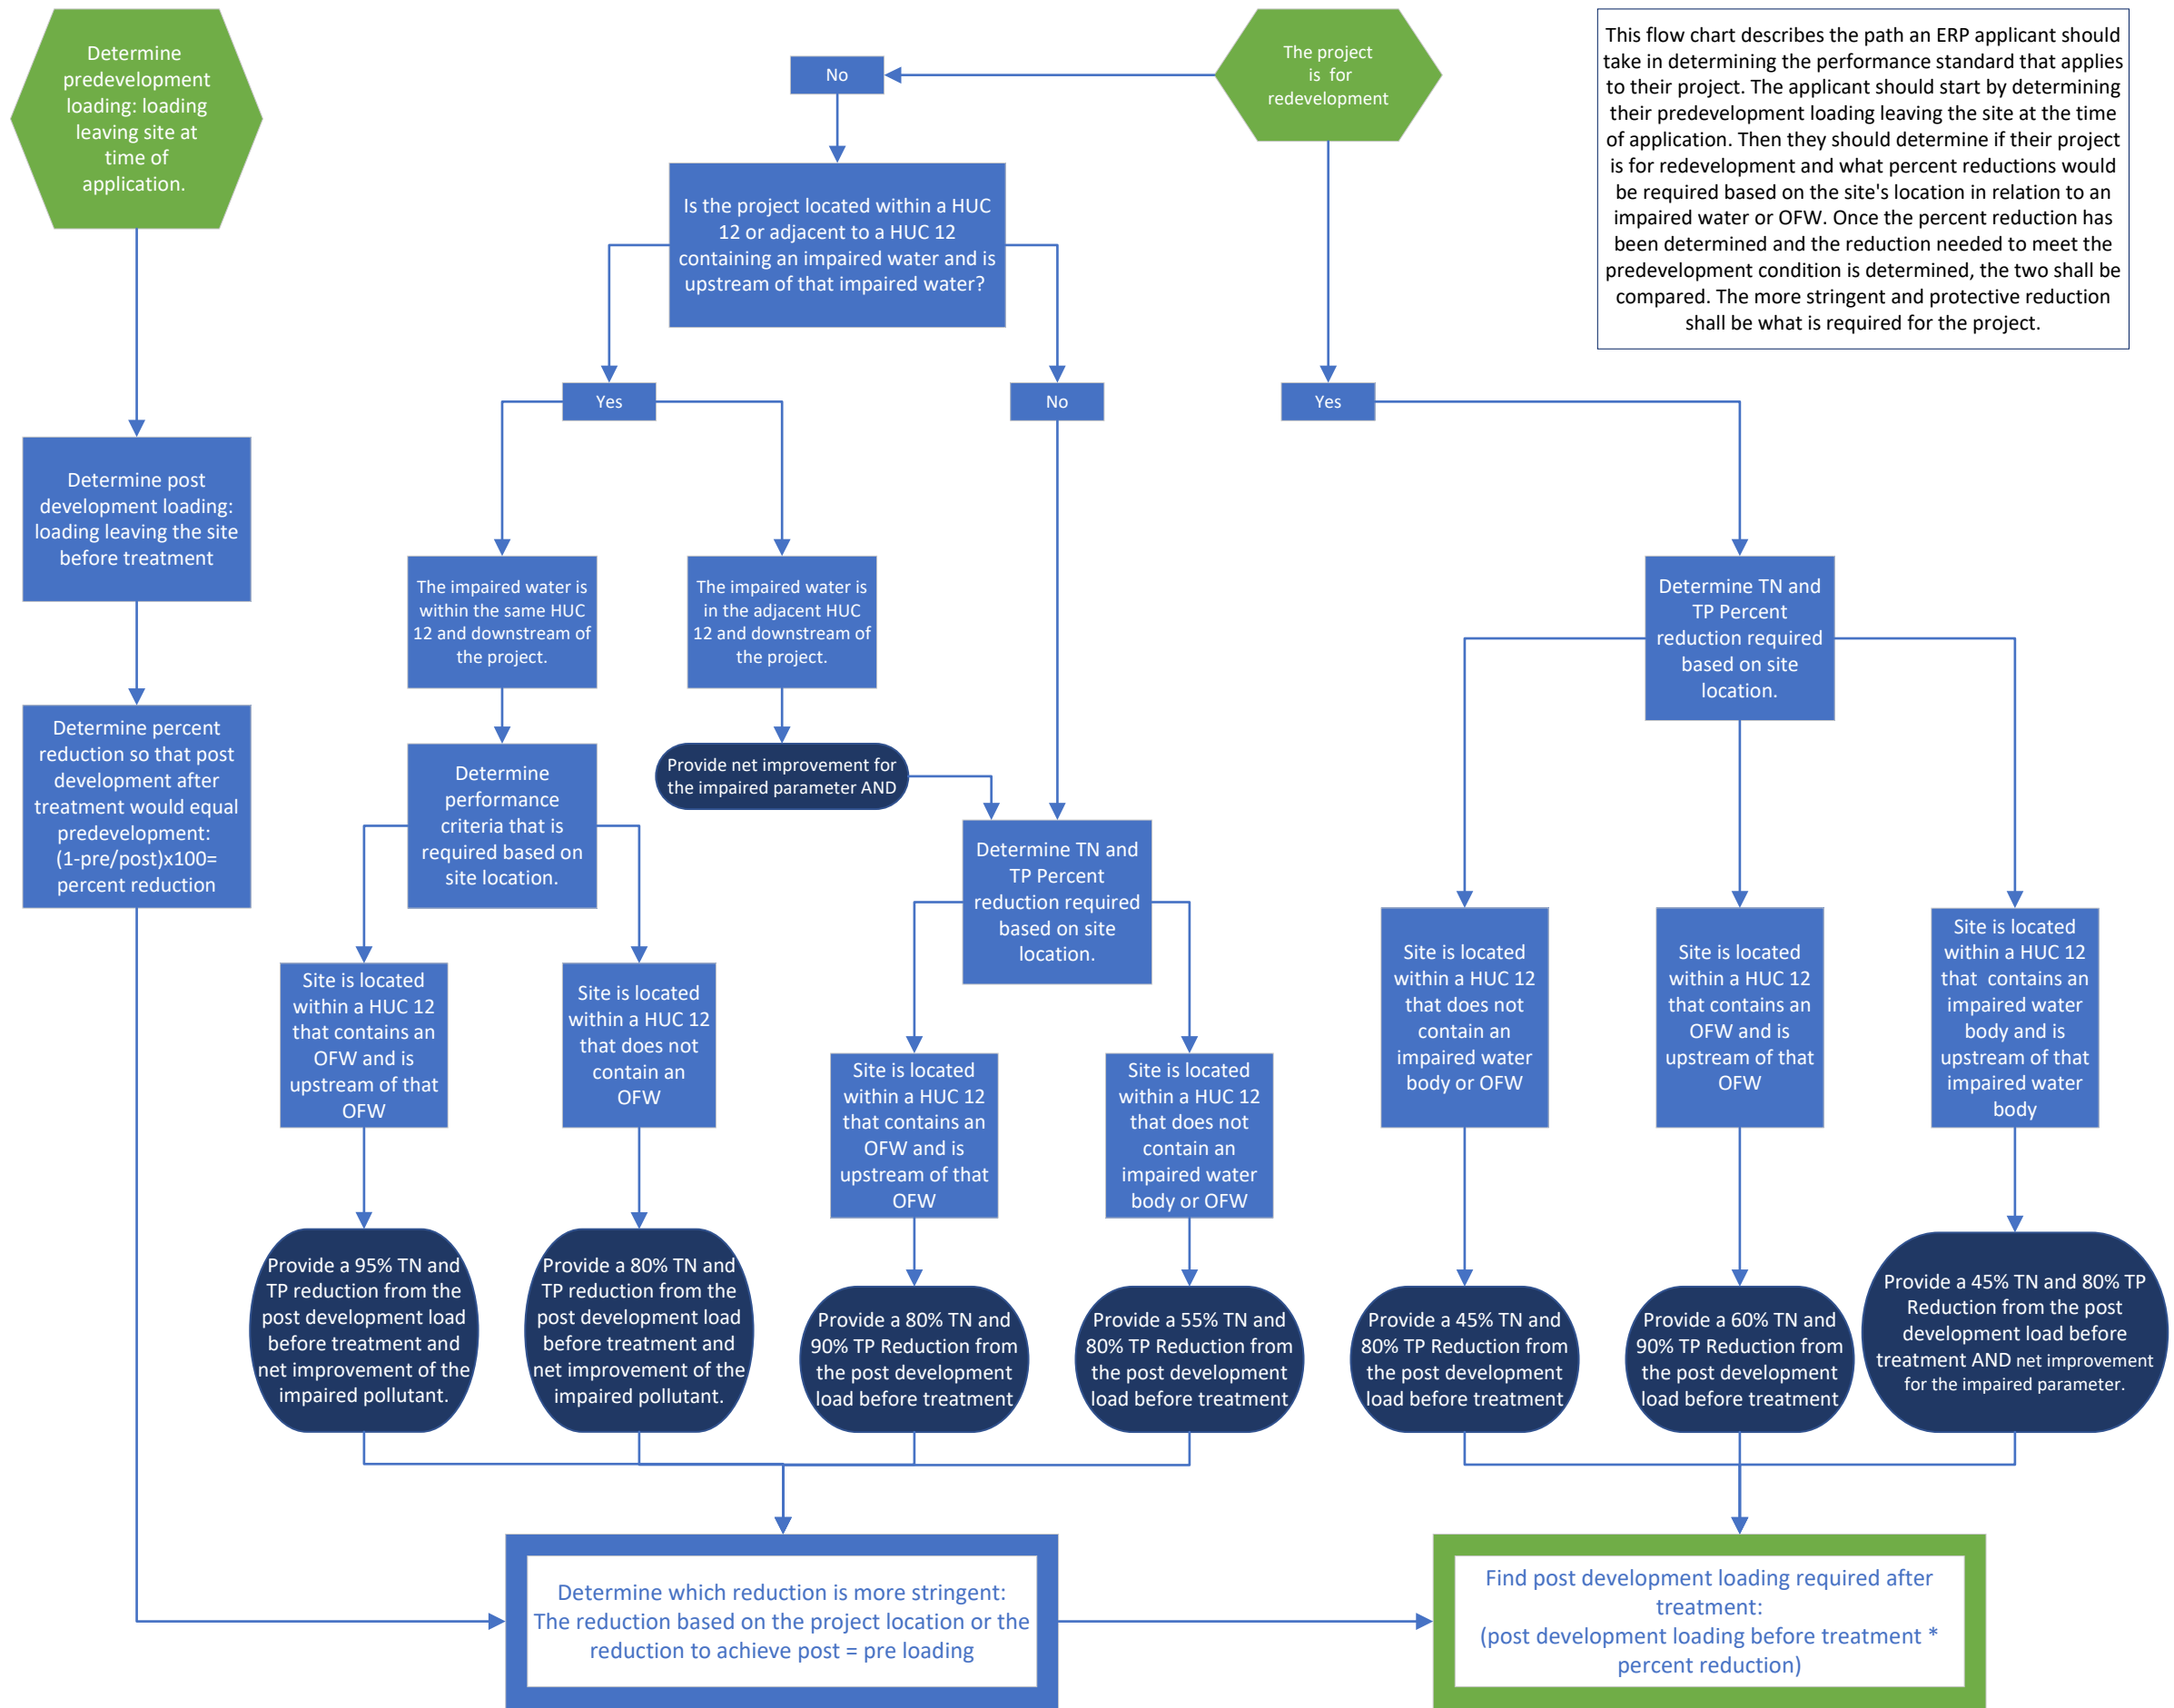 Determine
predevelopment
loading: loading
leaving site at
time of
application.
No
The project
is for
redevelopment
This flow chart describes the path an ERP applicant should
take in determining the performance standard that applies
to their project. The applicant should start by determining
their predevelopment loading leaving the site at the time
of application. Then they should determine if their project
is for redevelopment and what percent reductions would
be required based on the site's location in relation to an
impaired water or OFW. Once the percent reduction has
been determined and the reduction needed to meet the
predevelopment condition is determined, the two shall be
compared. The more stringent and protective reduction
shall be what is required for the project.
Is the project located within a HUC
12 or adjacent to a HUC 12
containing an impaired water and is
upstream of that impaired water?
Yes
No
Yes
Determine post
development loading:
loading leaving the site
before treatment
The impaired water is
within the same HUC
12 and downstream of
the project.
The impaired water is
in the adjacent HUC
12 and downstream of
the project.
Determine TN and
TP Percent
reduction required
based on site
location.
Determine percent
reduction so that post
development after
treatment would equal
predevelopment:
(1-pre/post)x100=
percent reduction
Determine
performance
criteria that is
required based on
site location.
Provide net improvement for
the impaired parameter AND
Determine TN and
TP Percent
reduction required
based on site
location.
Site is located
within a HUC 12
that contains an
OFW and is
upstream of that
OFW
Site is located
within a HUC 12
that does not
contain an
OFW
Site is located
within a HUC 12
that contains an
OFW and is
upstream of that
OFW
Site is located
within a HUC 12
that does not
contain an
impaired water
body or OFW
Site is located
within a HUC 12
that does not
contain an
impaired water
body or OFW
Site is located
within a HUC 12
that contains an
OFW and is
upstream of that
OFW
Site is located
within a HUC 12
that  contains an
impaired water
body and is
upstream of that
impaired water
body
Provide a 95% TN and
TP reduction from the
post development load
before treatment and
net improvement of the
impaired pollutant.
Provide a 80% TN and
TP reduction from the
post development load
before treatment and
net improvement of the
impaired pollutant.
Provide a 80% TN and
90% TP Reduction from
the post development
load before treatment
Provide a 55% TN and
80% TP Reduction from
the post development
load before treatment
Provide a 45% TN and
80% TP Reduction from
the post development
load before treatment
Provide a 60% TN and
90% TP Reduction from
the post development
load before treatment
Provide a 45% TN and 80% TP
Reduction from the post
development load before
treatment AND net improvement
for the impaired parameter.
Determine which reduction is more stringent:
The reduction based on the project location or the
reduction to achieve post = pre loading
Find post development loading required after
treatment:
(post development loading before treatment *
percent reduction)